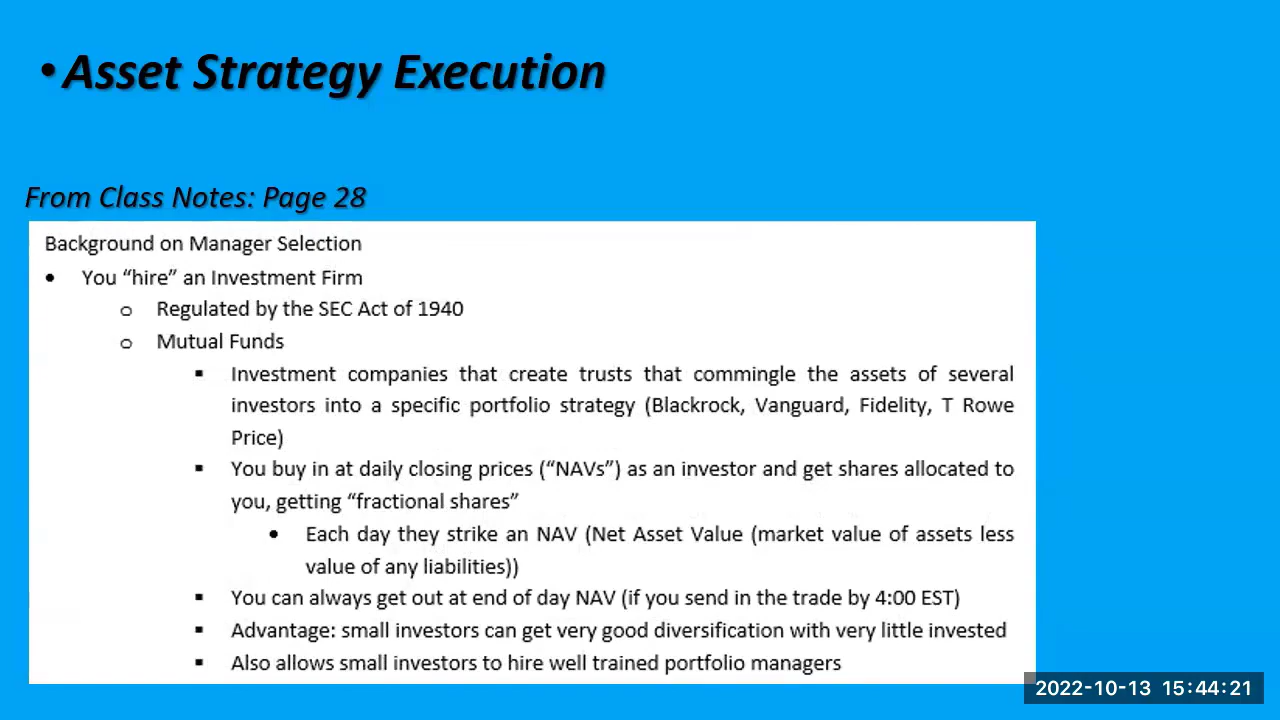 •Asset Strategy Execution
From Class Notes: Page 28
Background on Manager Selection
• You “hire” an Investment Firm
o Regulated by the SEC Act of 1940
o Mutual Funds
▪ Investment companies that create trusts that commingle the assets of several
investors into a specific portfolio strategy (Blackrock, Vanguard, Fidelity, T Rowe
Price)
▪ You buy in at daily closing prices (“NAVs”) as an investor and get shares allocated to
you, getting “fractional shares”
• Each day they strike an NAV (Net Asset Value (market value of assets less
value of any liabilities))
▪ You can always get out at end of day NAV (if you send in the trade by 4:00 EST)
▪ Advantage: small investors can get very good diversification with very little invested
▪ Also allows small investors to hire well trained portfolio managers
2022-10-13 15:44:21